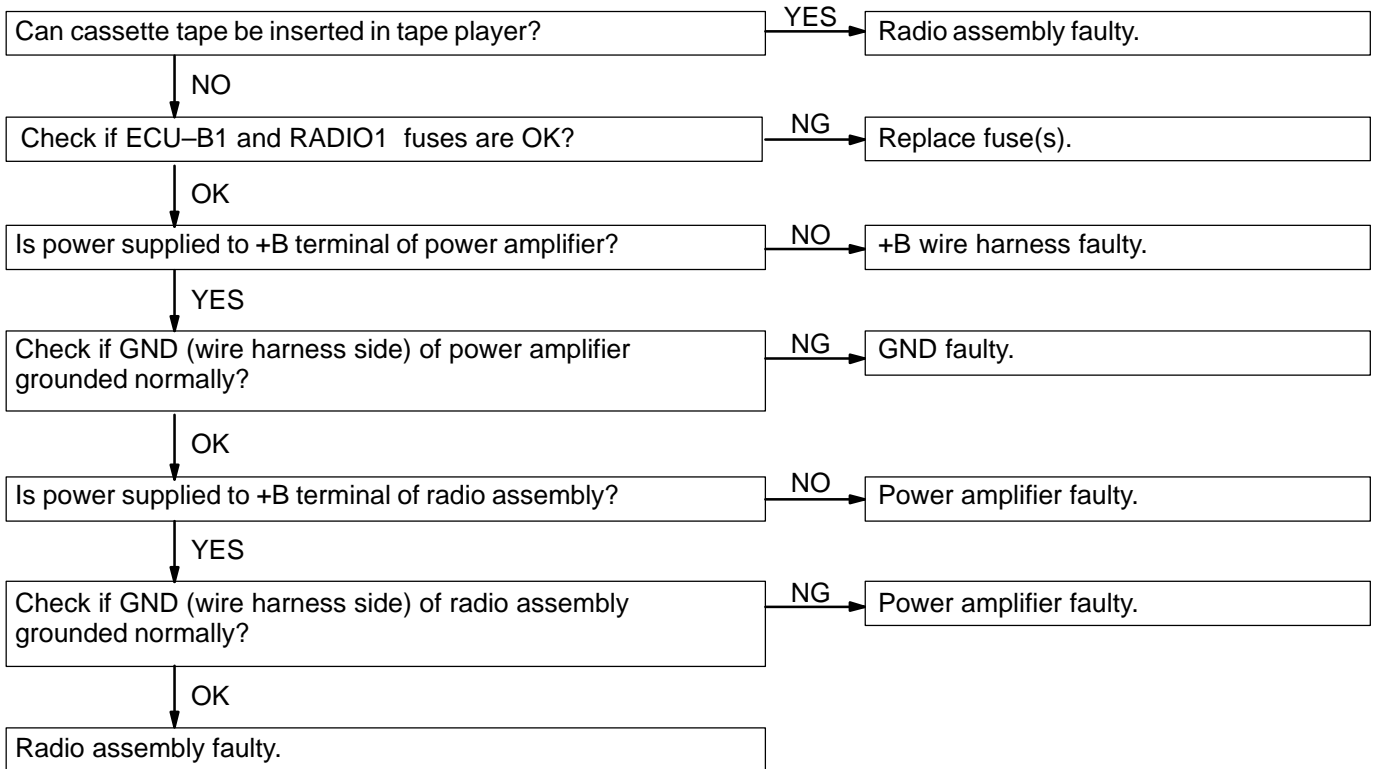 Can cassette tape be inserted in tape player?
YES
Radio assembly faulty.
NO
Check if ECU–B1 and RADIO1 fuses are OK?
NG
Replace fuse(s).
OK
Is power supplied to +B terminal of power amplifier?
NO
+B wire harness faulty.
YES
Check if GND (wire harness side) of power amplifier
grounded normally?
NG
GND faulty.
OK
Is power supplied to +B terminal of radio assembly?
NO
Power amplifier faulty.
YES
Check if GND (wire harness side) of radio assembly
grounded normally?
NG
Power amplifier faulty.
OK
Radio assembly faulty.